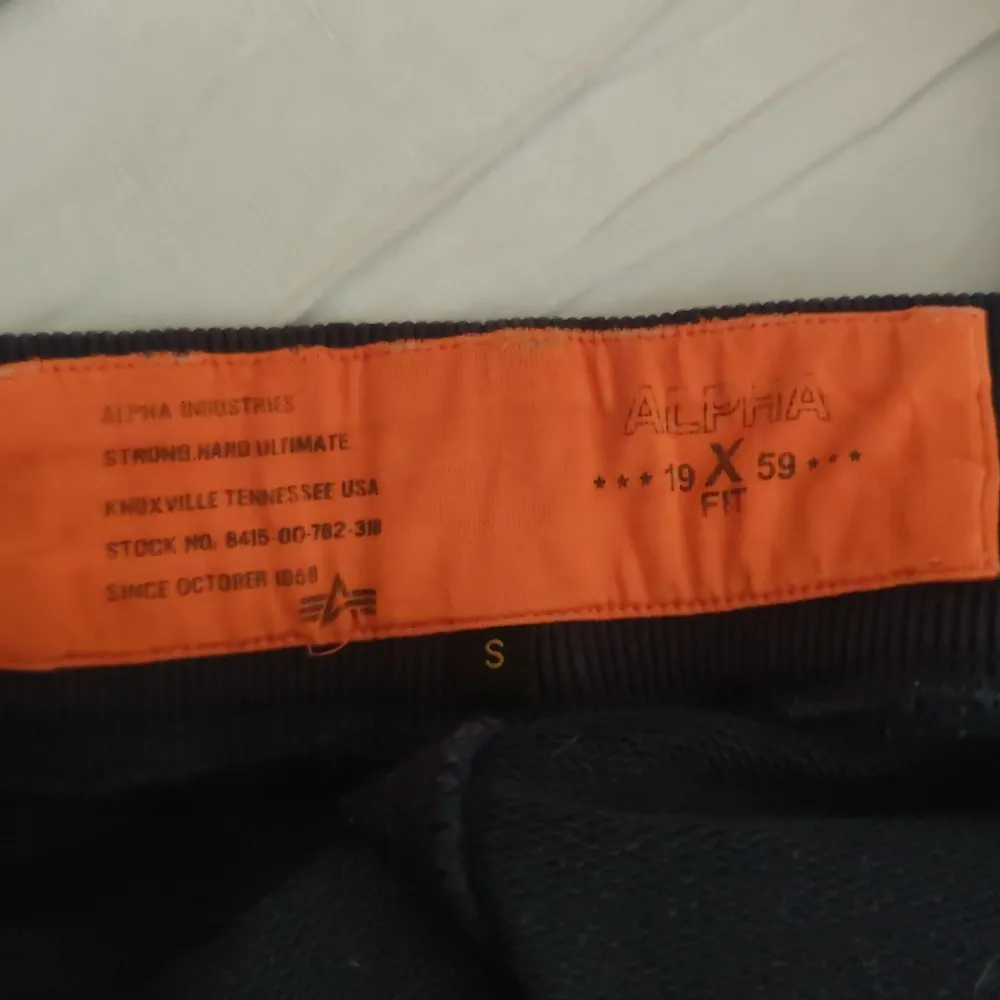 ALPHA INDUSTRIES
STRONG.HARD ULTIMATE
KNOXVILLE TENNESSEE USA
STOCK NO. 8415-00-782-318
SINCE OCTOBER
ALPHA
*** 19 X 59 ***
FIT
S